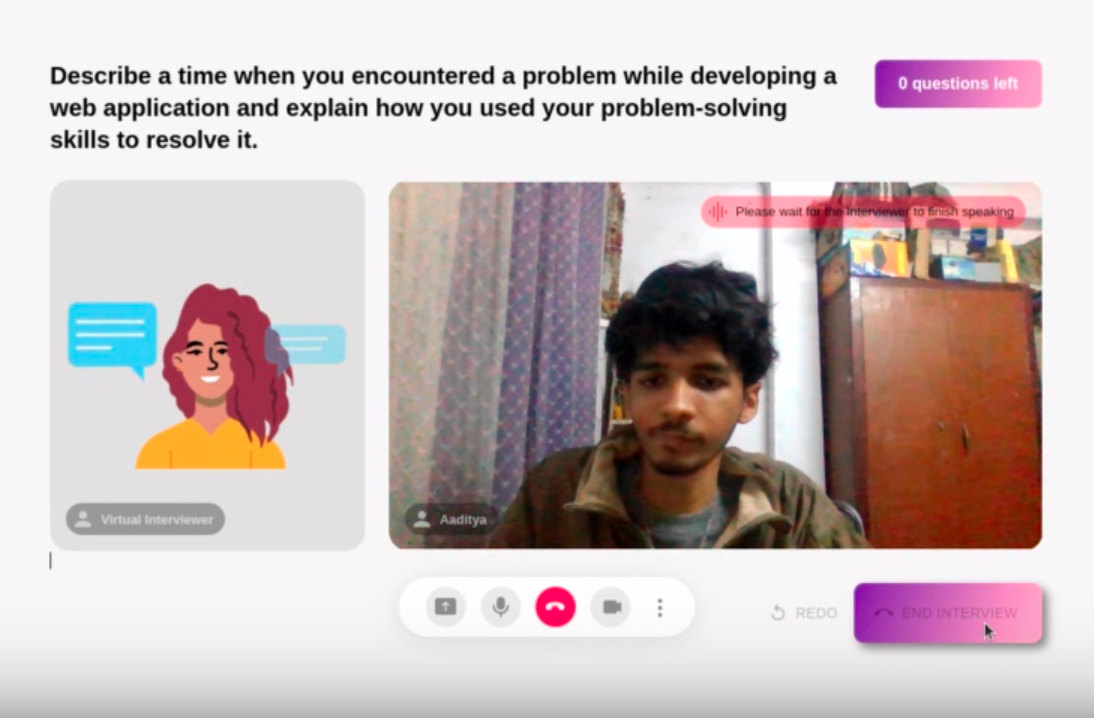 Describe a time when you encountered a problem while developing a
web application and explain how you used your problem-solving
skills to resolve it.
0 questions left
Please wait for the Interviewer to finish speaking
Virtual Interviewer
Aaditya
REDO
END INTERVIEW